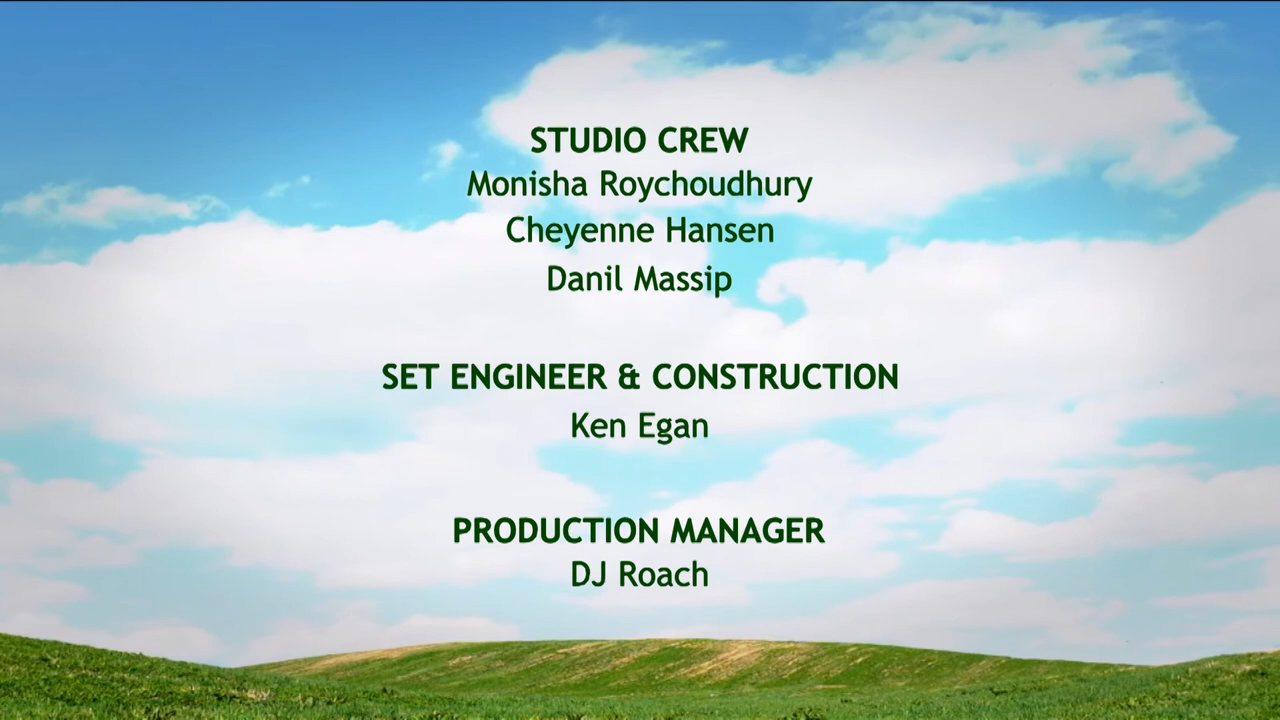 STUDIO CREW
Monisha Roychoudhury
Cheyenne Hansen
Danil Massip
SET ENGINEER & CONSTRUCTION
Ken Egan
PRODUCTION MANAGER
DJ Roach